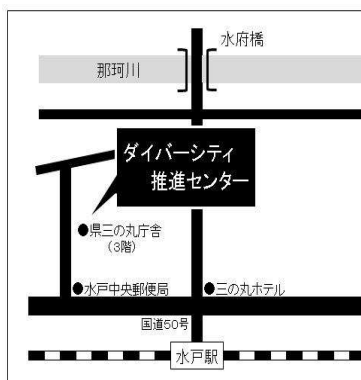 水府橋
那珂川
ダイバーシティ
推進センター
●県三の丸庁舎
(3階)
●水戸中央郵便局
●三の丸ホテル
国道50号
水戸駅